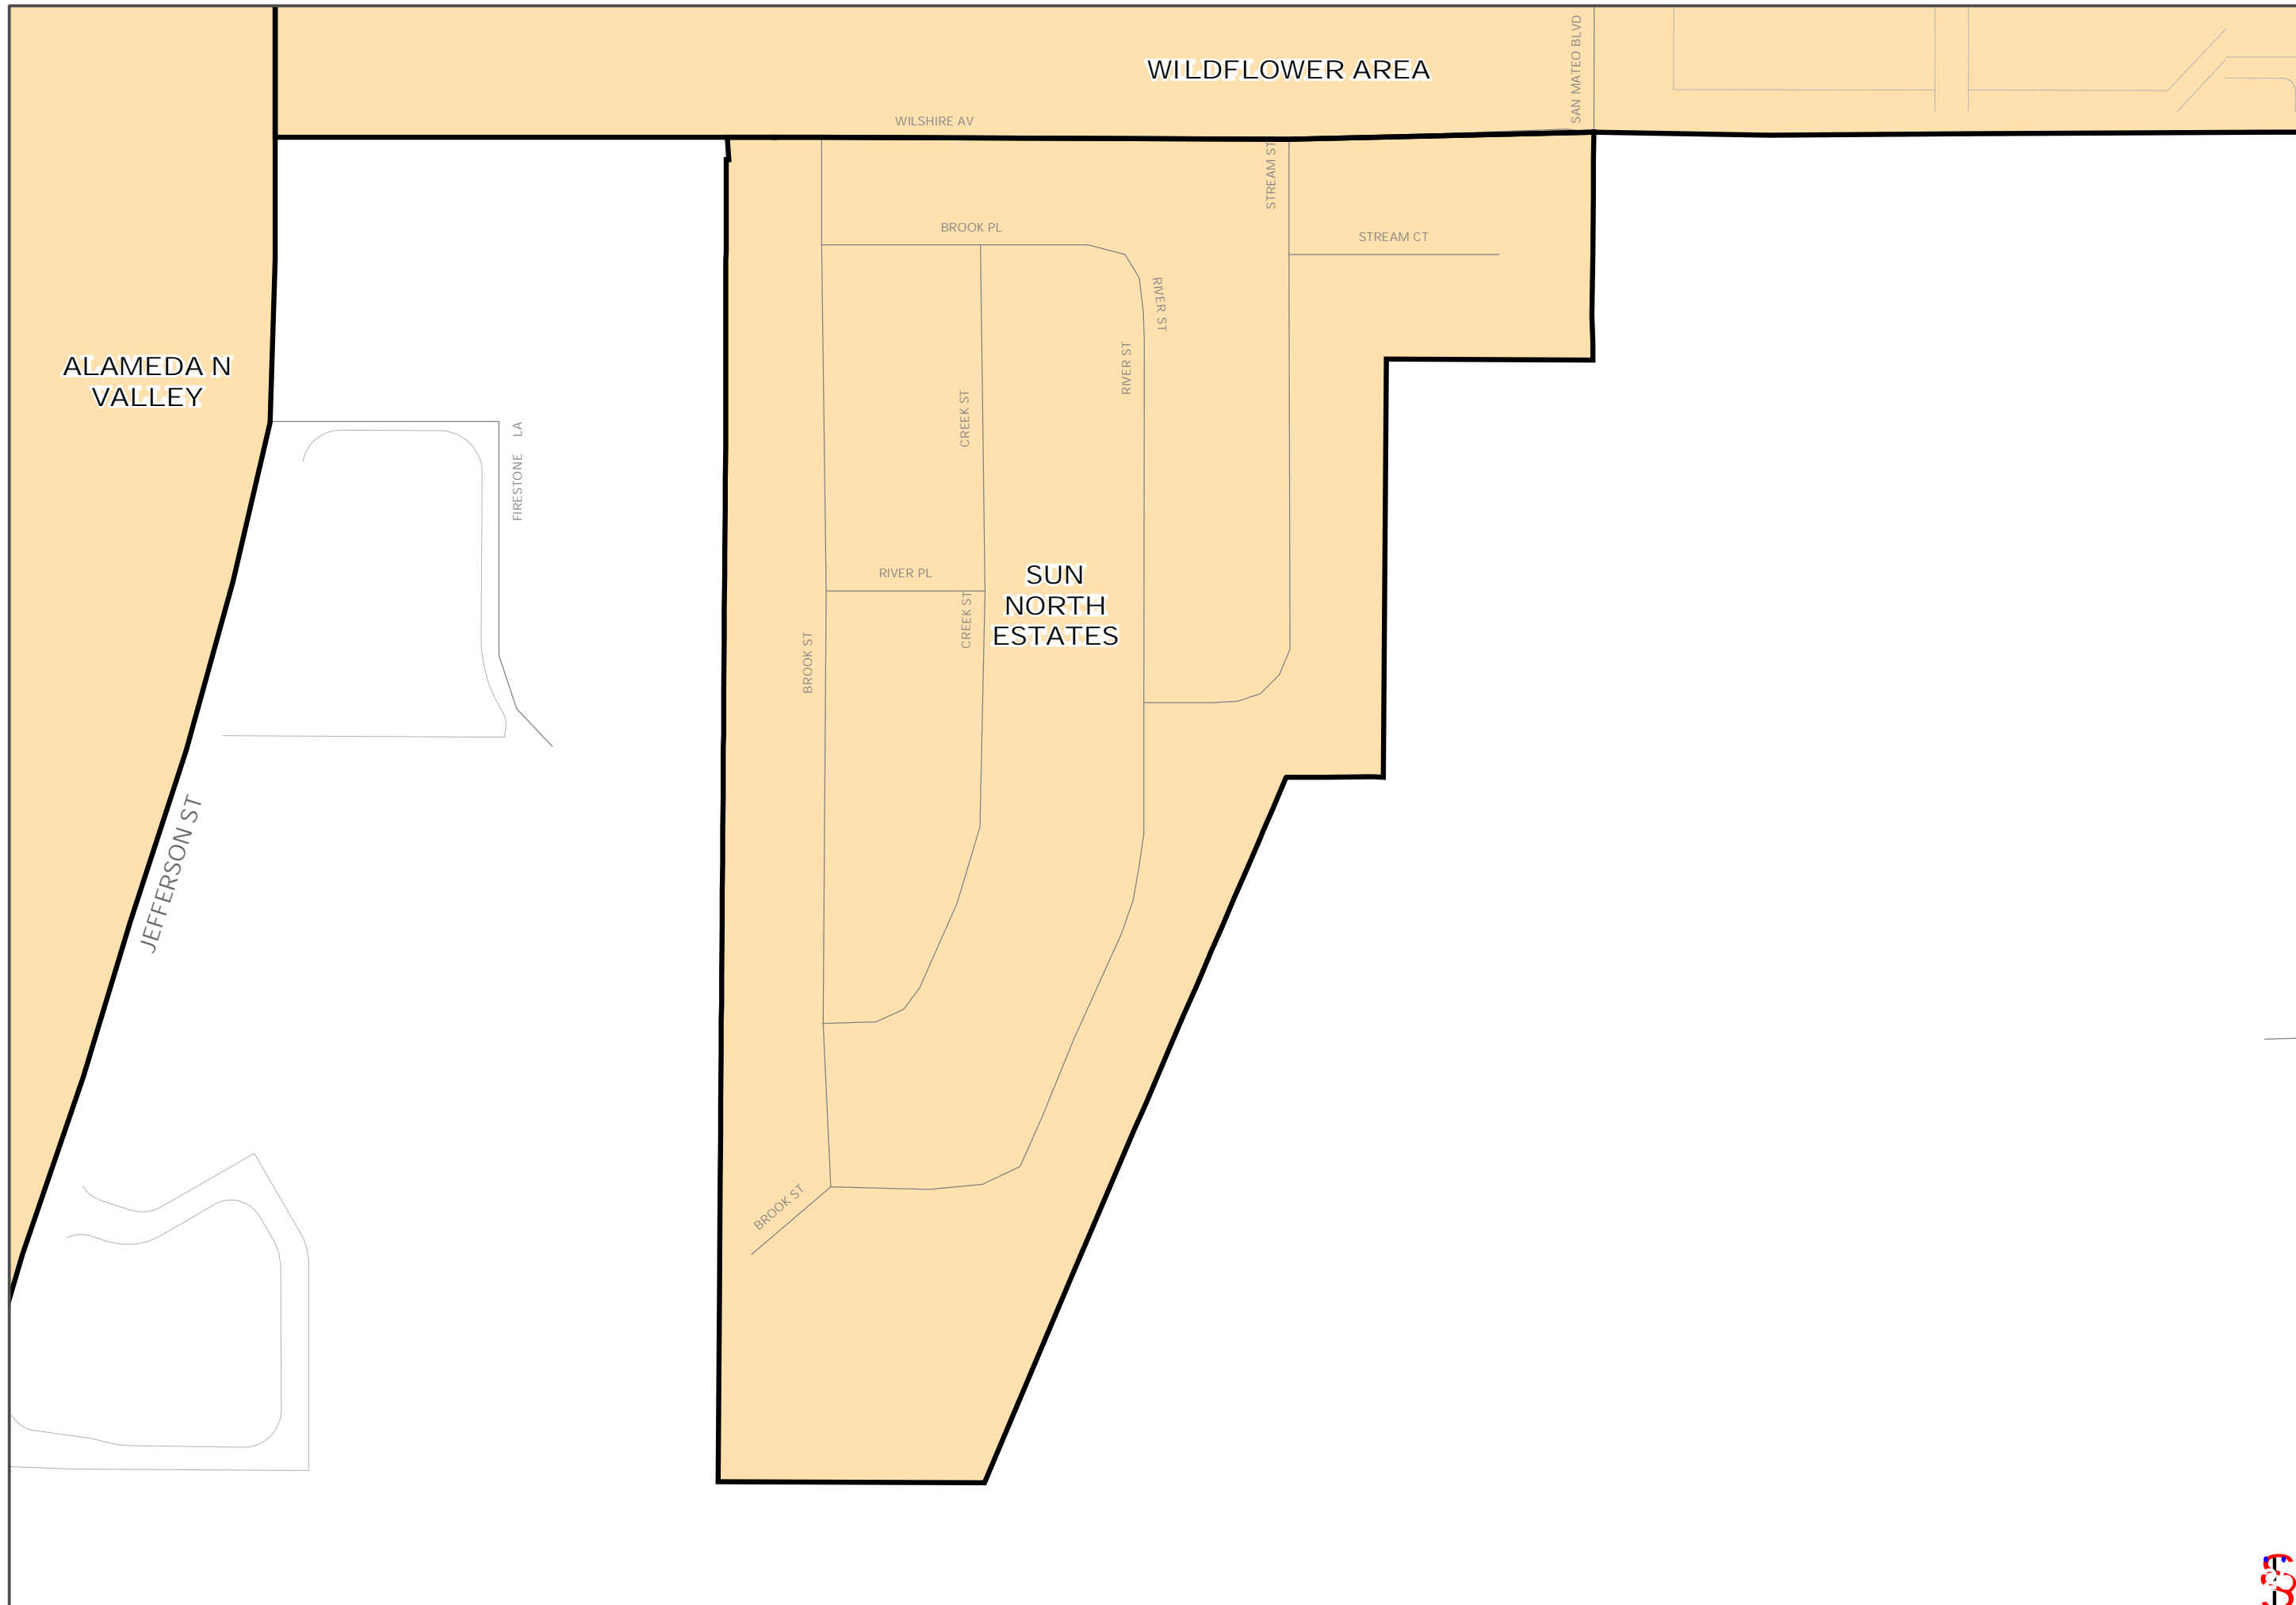 WILDFLOWER AREA
SAN MATEO BLVD
WILSHIRE AV
STREAM ST
BROOK PL
STREAM CT
RIVER ST
RIVER ST
ALAMEDA N
VALLEY
CREEK ST
FIRESTONE LA
RIVER PL
SUN
NORTH
ESTATES
CREEK ST
BROOK ST
JEFFERSON ST
BROOK ST